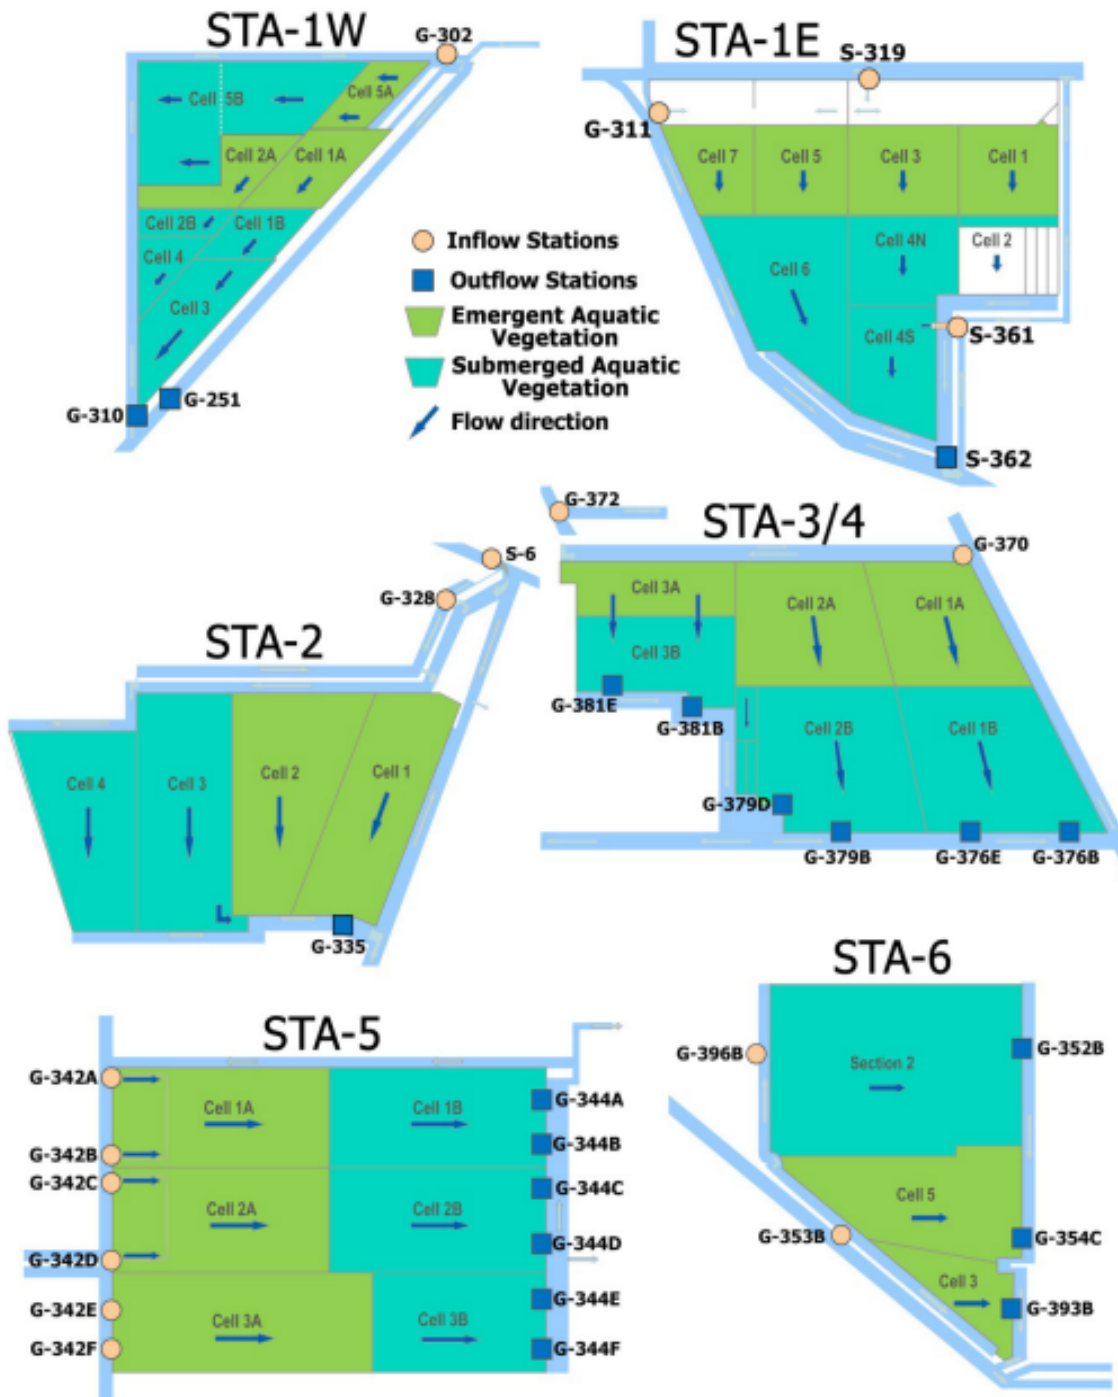 STA-1W
G-302
Cell 5B
Cell 5A
Cell 2A
Cell 1A
Cell 2B
Cell 1B
Cell 4
Cell 3
G-310
G-251
STA-1E
S-319
G-311
Cell 7
Cell 5
Cell 3
Cell 1
Cell 4N
Cell 2
Cell 6
Cell 4S
S-361
S-362
Inflow Stations
Outflow Stations
Emergent Aquatic
Vegetation
Submerged Aquatic
Vegetation
Flow direction
STA-2
S-6
G-328
Cell 4
Cell 3
Cell 2
Cell 1
G-335
STA-3/4
G-372
G-370
Cell 3A
Cell 2A
Cell 1A
Cell 3B
G-381E
G-381B
Cell 2B
Cell 1B
G-379D
G-379B
G-376E
G-376B
STA-5
G-342A
Cell 1A
Cell 1B
G-344A
G-342B
G-344B
G-342C
G-344C
Cell 2A
Cell 2B
G-342D
G-344D
G-342E
G-344E
Cell 3A
Cell 3B
G-342F
G-344F
STA-6
G-396B
Section 2
G-352B
Cell 5
G-353B
G-354C
Cell 3
G-393B